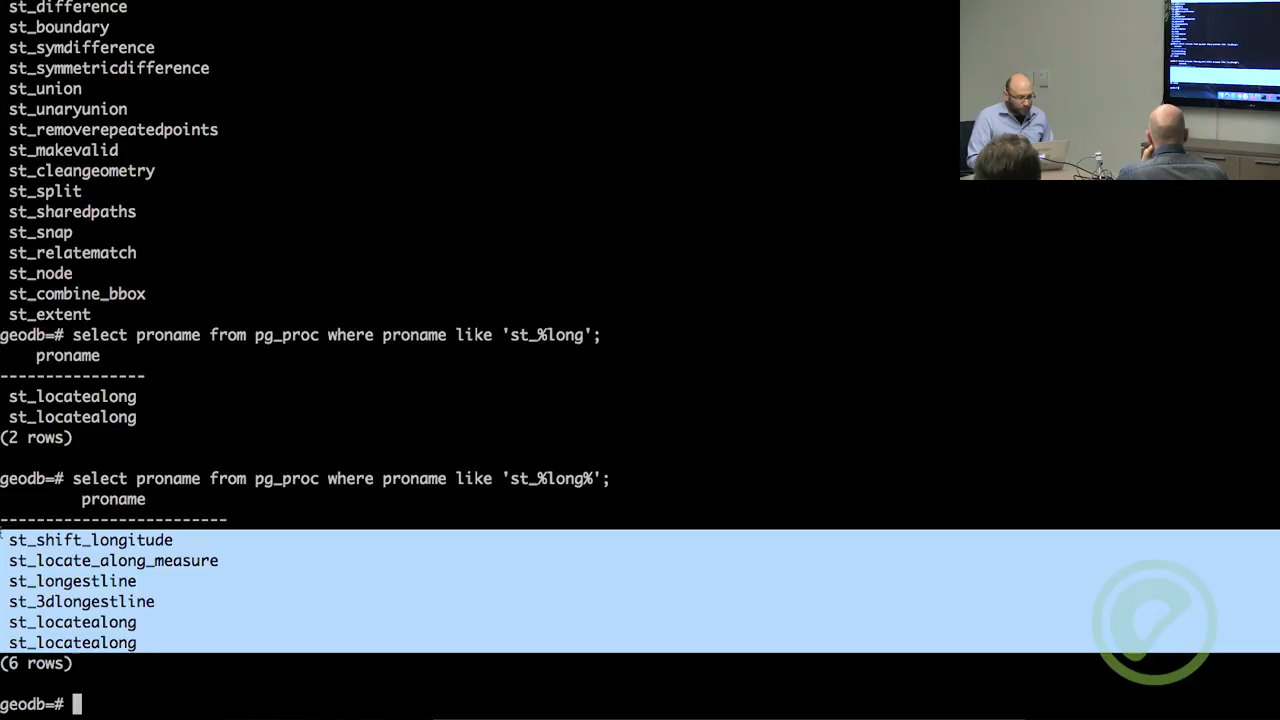 st_difference
st_boundary
st_symdifference
st_symmetricdifference
st_union
st_unaryunion
st_removerepeatedpoints
st_makevalid
st_cleangeometry
st_split
st_sharedpaths
st_snap
st_relatematch
st_node
st_combine_bbox
st_extent
geodb=# select proname from pg_proc where proname like 'st_%long';
proname
----------------
st_locatealong
st_locatealong
(2 rows)
geodb=# select proname from pg_proc where proname like 'st_%long%';
proname
-------------------------
st_shift_longitude
st_locate_along_measure
st_longestline
st_3dlongestline
st_locatealong
st_locatealong
(6 rows)
geodb=#